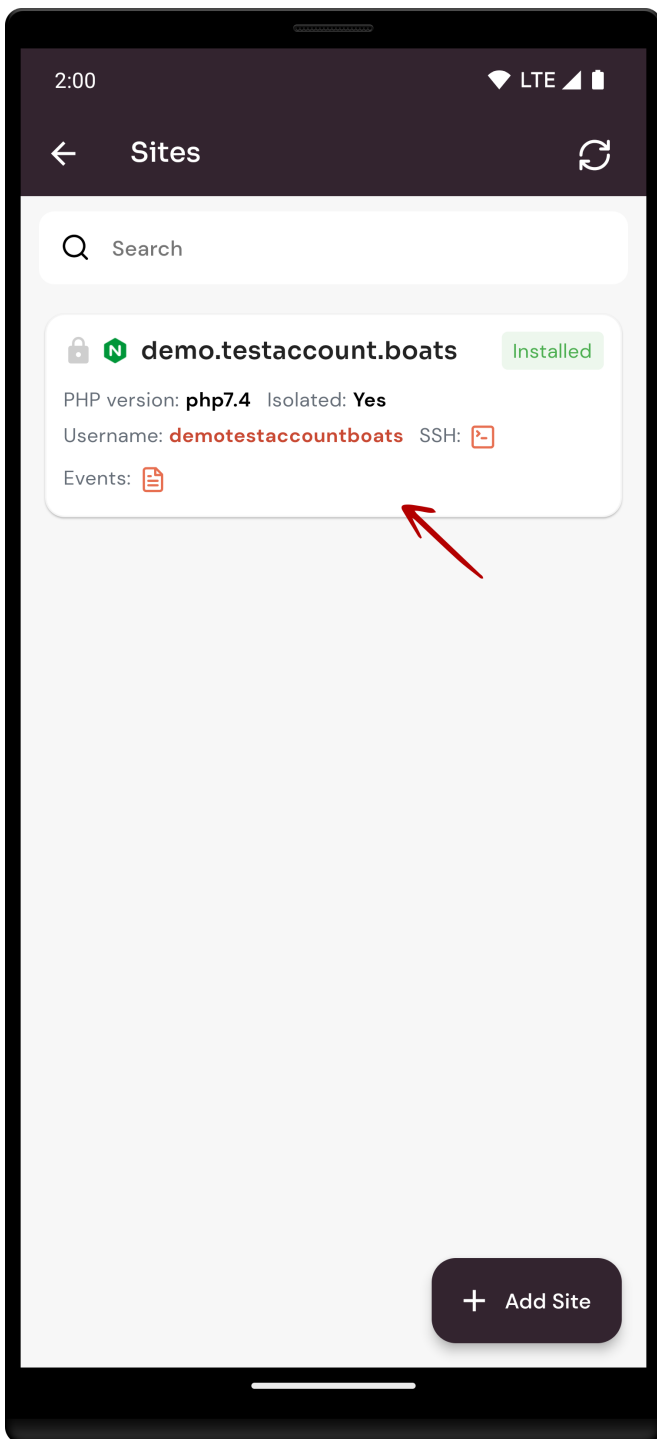 2:00 LTE
Sites
Search
N demo.testaccount.boats Installed
PHP version: php7.4 Isolated: Yes
Username: demotestaccountboats SSH:
Events:
+ Add Site